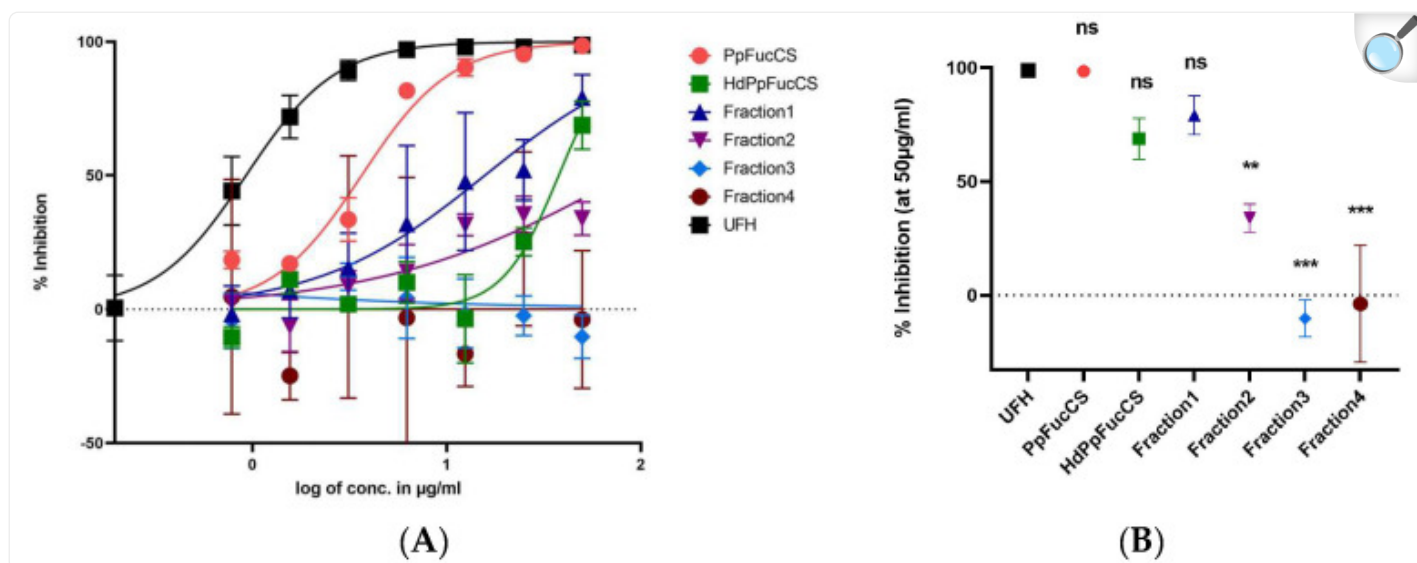 100
50
0
-50
% Inhibition
0
1
2
log of conc. in µg/ml
PpFucCS
HdPpFucCS
Fraction1
Fraction2
Fraction3
Fraction4
UFH
(A)
100
50
0
% Inhibition (at 50µg/ml)
ns
ns
ns
**
***
***
UFH
PpFucCS
HdPpFucCS
Fraction1
Fraction2
Fraction3
Fraction4
(B)